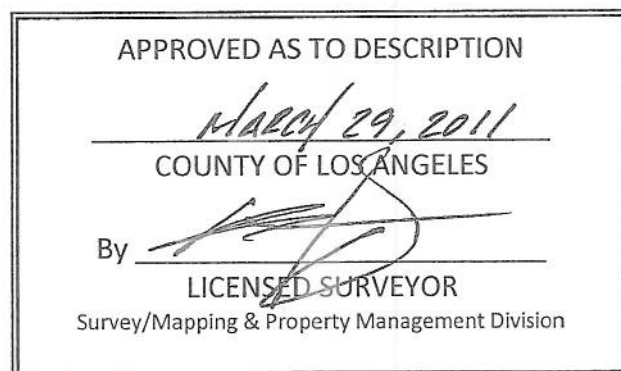 APPROVED AS TO DESCRIPTION
MARCH 29, 2011
COUNTY OF LOS ANGELES
By
LICENSED SURVEYOR
Survey/Mapping & Property Management Division